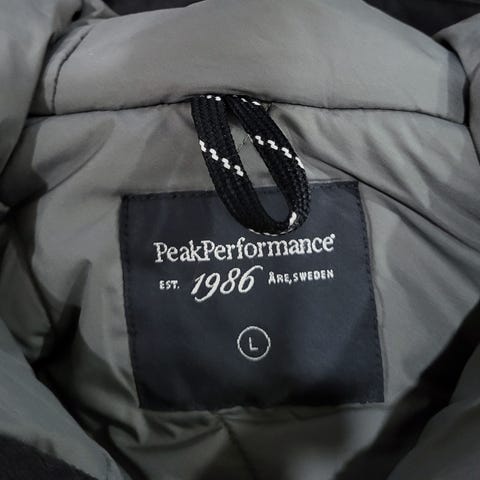 PeakPerformance®
EST. 1986 ÅRE, SWEDEN
L